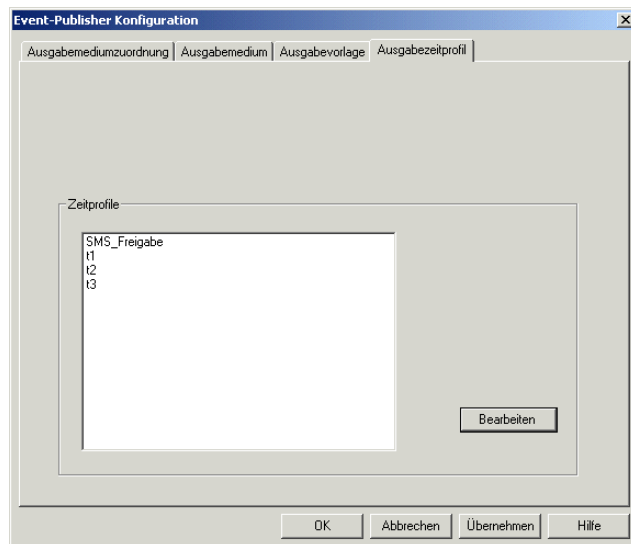 Event-Publisher Konfiguration
Ausgabemediumzuordnung Ausgabemedium Ausgabevorlage Ausgabezeitprofil
Zeitprofile
SMS_Freigabe
t1
t2
t3
Bearbeiten
OK Abbrechen Übernehmen Hilfe